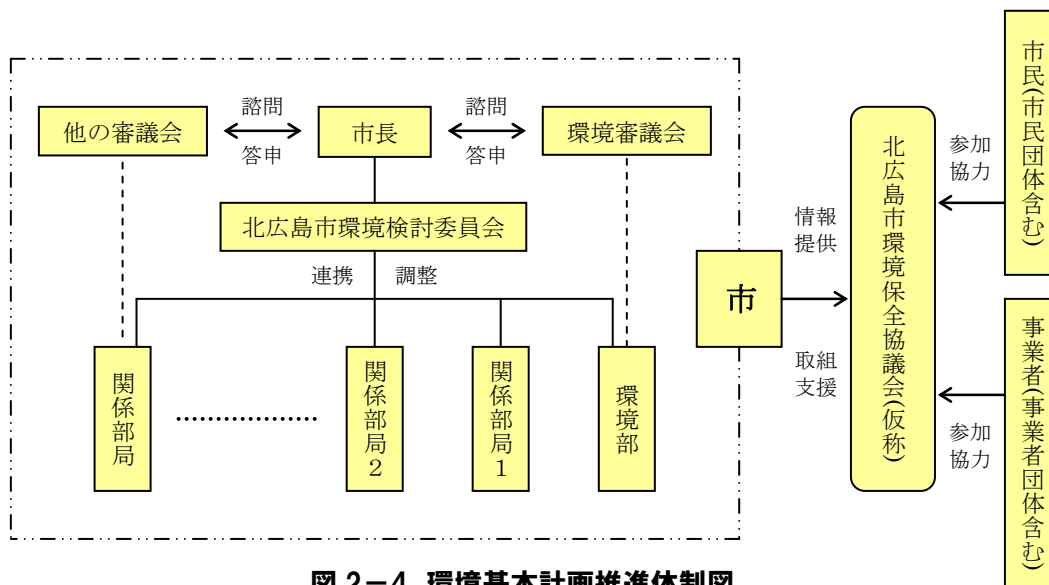 他の審議会
諮問
答申
市長
諮問
答申
環境審議会
北広島市環境検討委員会
連携
調整
関係部局
関係部局2
関係部局1
環境部
市
情報
提供
取組
支援
北広島市環境保全協議会(仮称)
参加
協力
市民(市民団体含む)
参加
協力
事業者(事業者団体含む)
図 2-4 環境基本計画推進体制図